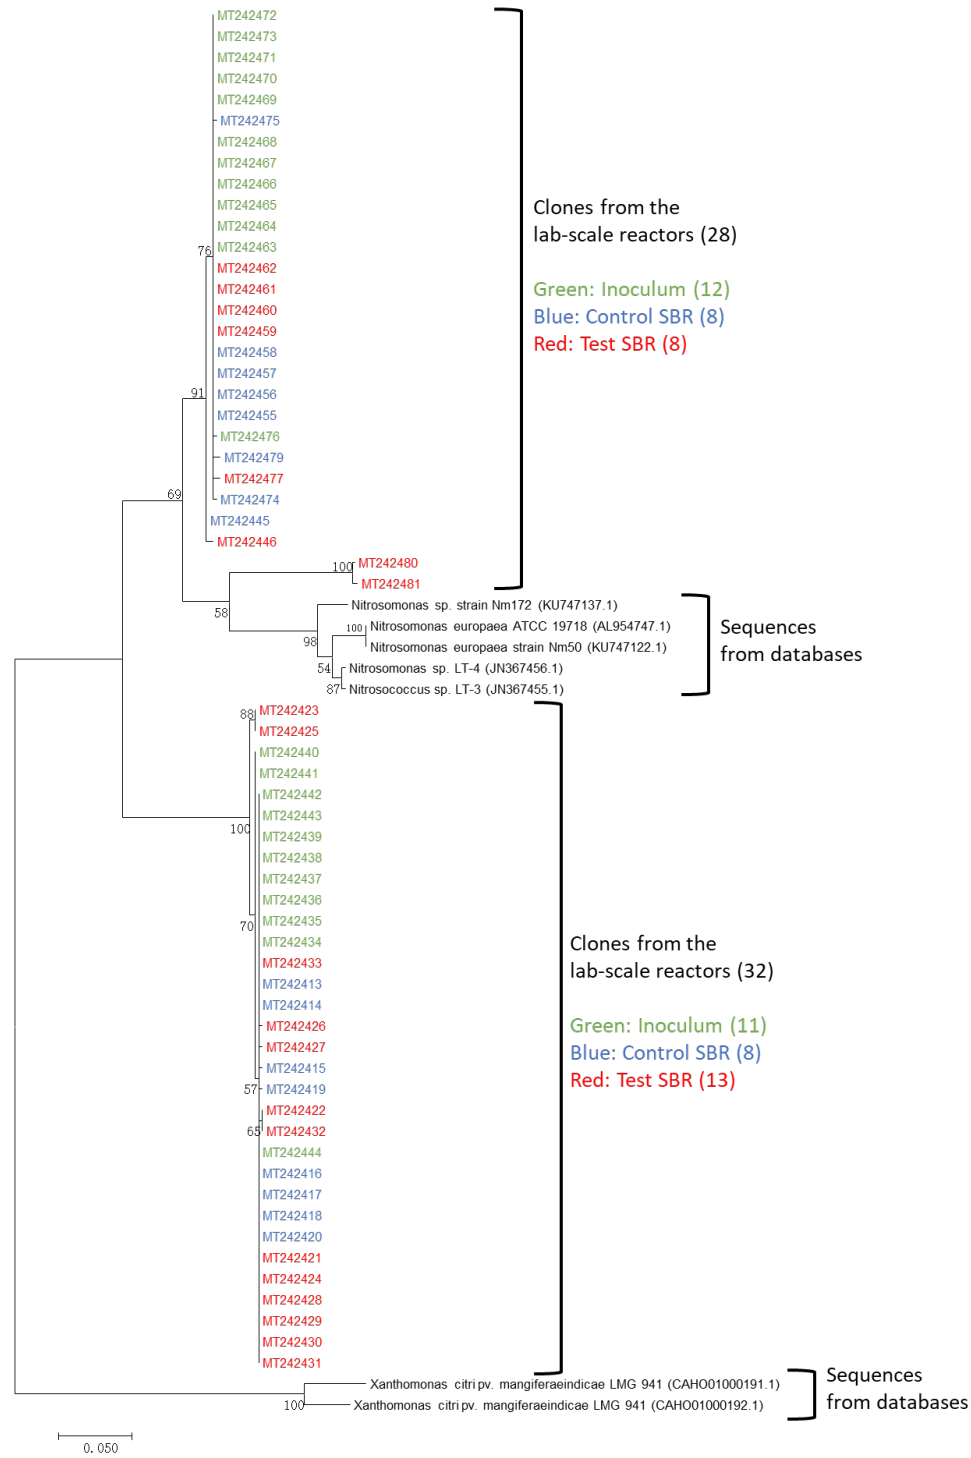 MT242472
MT242473
MT242471
MT242470
MT242469
MT242475
MT242468
MT242467
MT242466
MT242465
MT242464
MT242463
76
MT242462
MT242461
MT242460
MT242459
MT242458
MT242457
91
MT242456
MT242455
MT242476
MT242479
MT242477
69
MT242474
MT242445
MT242446
Clones from the
lab-scale reactors (28)
Green: Inoculum (12)
Blue: Control SBR (8)
Red: Test SBR (8)
100
MT242480
MT242481
58
Nitrosomonas sp. strain Nm172 (KU747137.1)
100
Nitrosomonas europaea ATCC 19718 (AL954747.1)
98
Nitrosomonas europaea strain Nm50 (KU747122.1)
54
Nitrosomonas sp. LT-4 (JN367456.1)
87
Nitrosococcus sp. LT-3 (JN367455.1)
Sequences
from databases
88
MT242423
MT242425
MT242440
MT242441
MT242442
MT242443
100
MT242439
MT242438
MT242437
MT242436
MT242435
70
MT242434
MT242433
MT242413
MT242414
MT242426
MT242427
MT242415
57
MT242419
MT242422
65
MT242432
MT242444
MT242416
MT242417
MT242418
MT242420
MT242421
MT242424
MT242428
MT242429
MT242430
MT242431
Clones from the
lab-scale reactors (32)
Green: Inoculum (11)
Blue: Control SBR (8)
Red: Test SBR (13)
Xanthomonas citri pv. mangiferaeindicae LMG 941 (CAHO01000191.1)
100
Xanthomonas citri pv. mangiferaeindicae LMG 941 (CAHO01000192.1)
Sequences
from databases
0.050